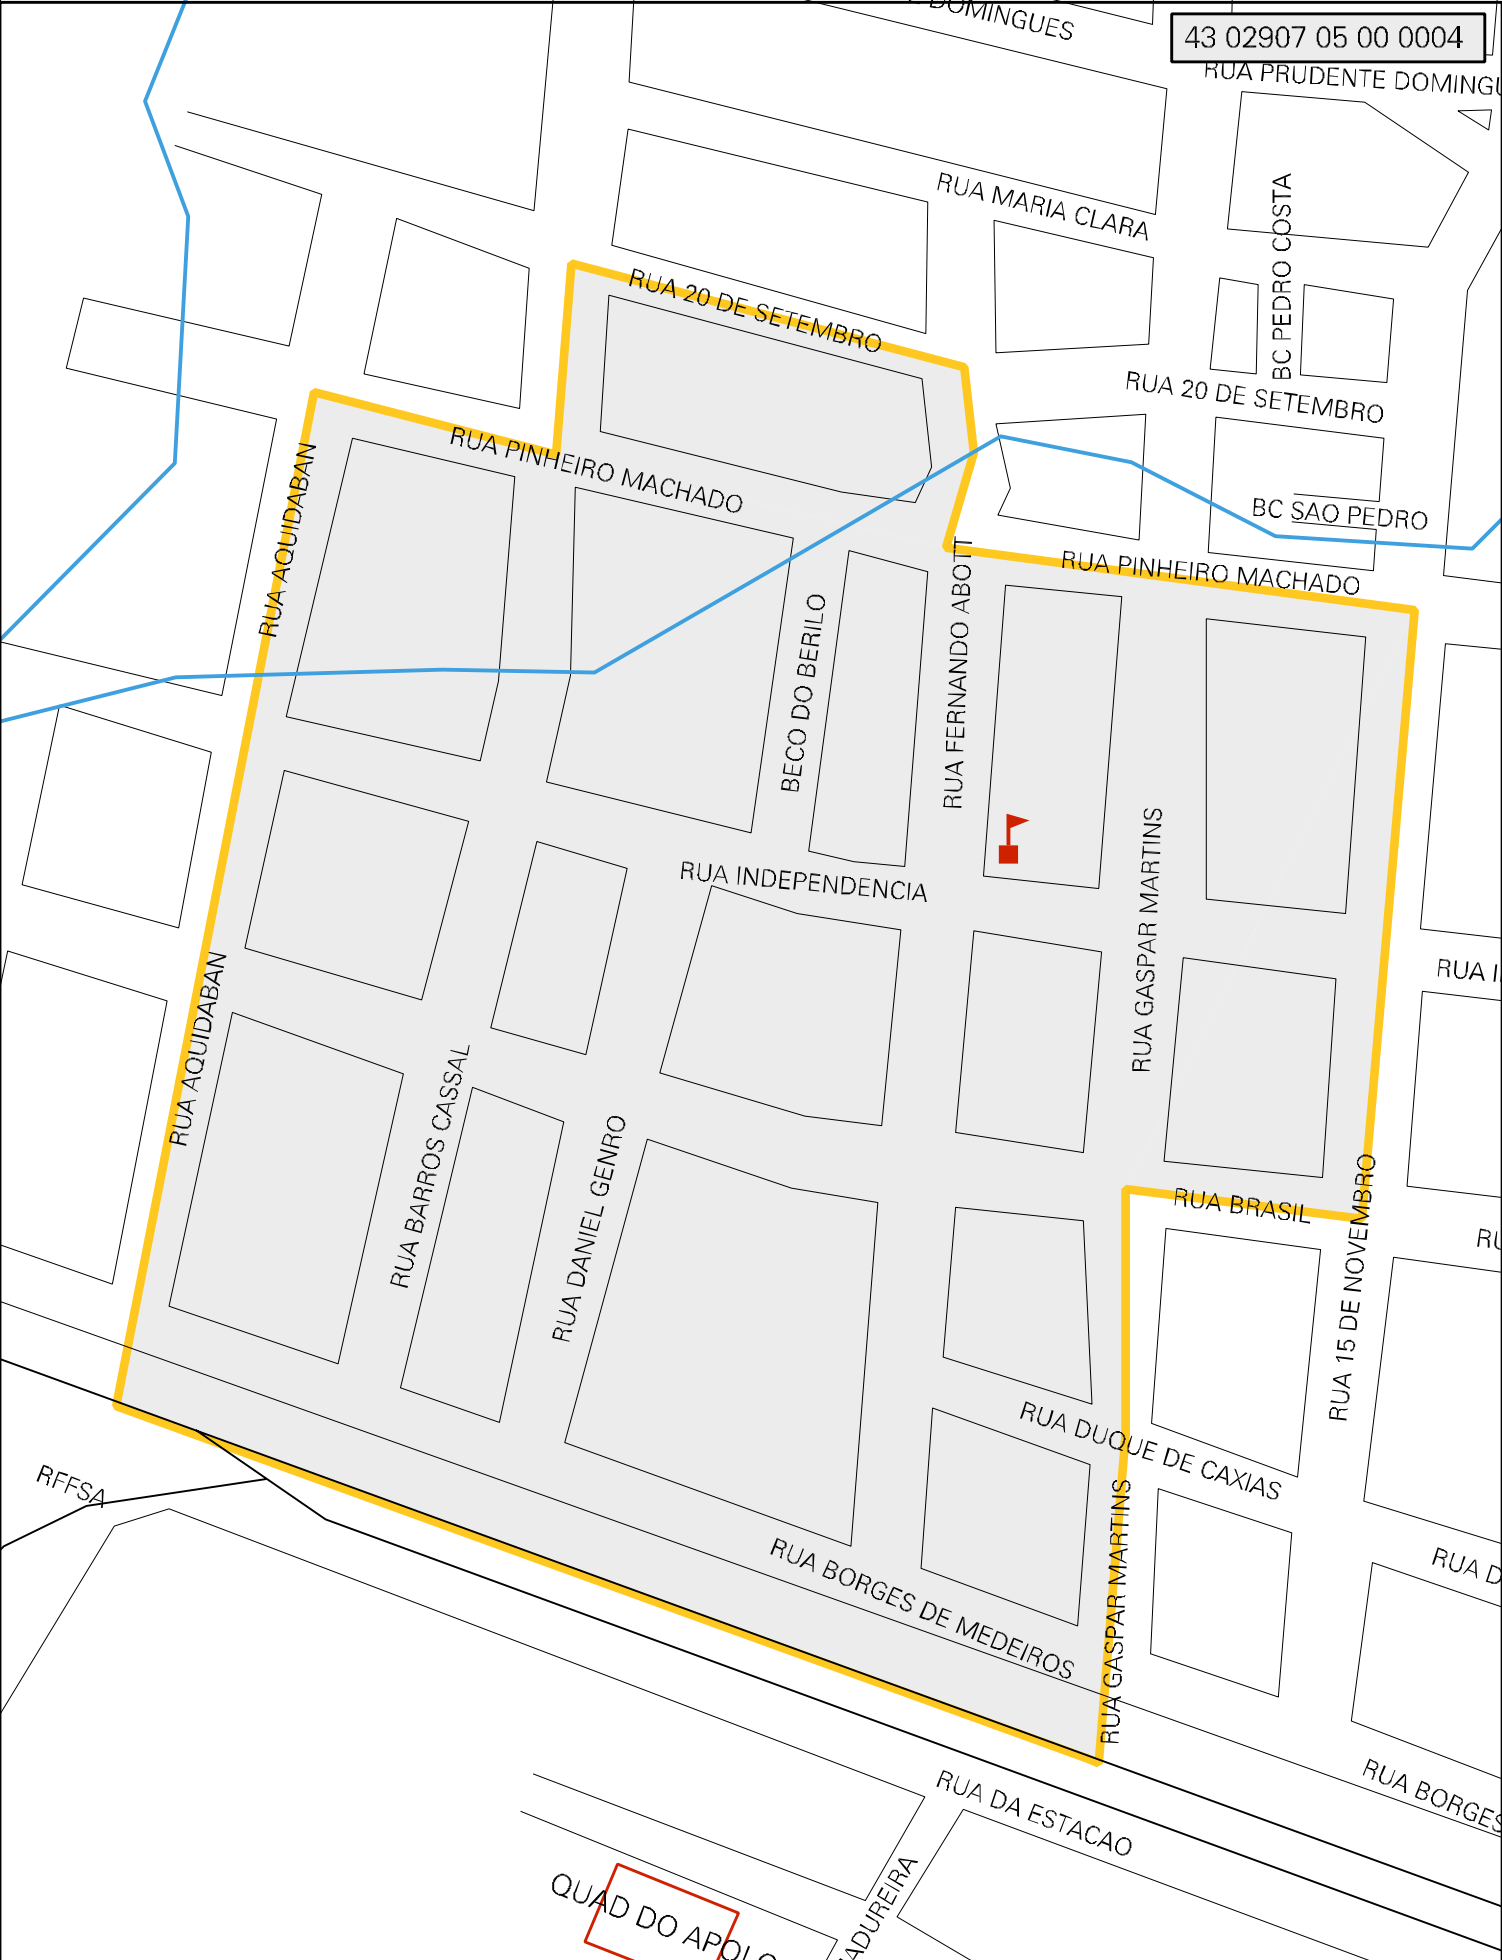 DOMINGUES
43 02907 05 00 0004
RUA PRUDENTE DOMINGU
RUA MARIA CLARA
BC PEDRO COSTA
RUA 20 DE SETEMBRO
RUA 20 DE SETEMBRO
RUA PINHEIRO MACHADO
RUA AQUIDABAN
BC SAO PEDRO
RUA PINHEIRO MACHADO
BECO DO BERILO
RUA FERNANDO ABOTT
RUA INDEPENDENCIA
RUA GASPAR MARTINS
RUA I
RUA AQUIDABAN
RUA BARROS CASSAL
RUA DANIEL GENRO
RUA BRASIL
RUA 15 DE NOVEMBRO
RU
RUA DUQUE DE CAXIAS
RFFSA
RUA GASPAR MARTINS
RUA BORGES DE MEDEIROS
RUA D
RUA BORGES
RUA DA ESTACAO
ADUREIRA
QUAD DO APOLO